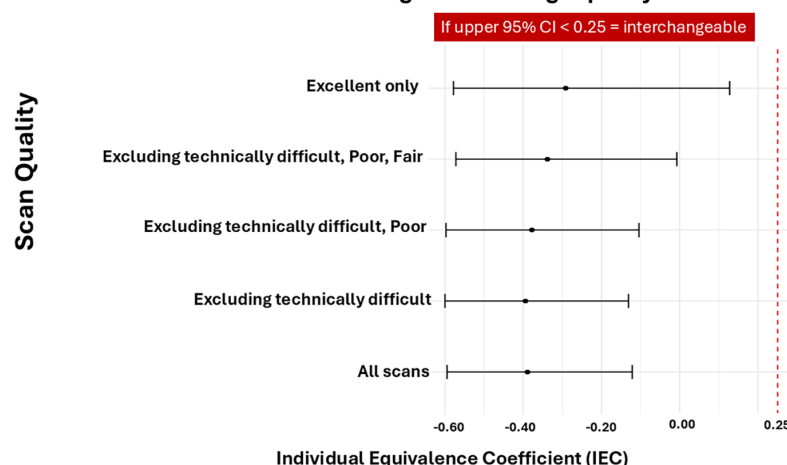 If upper 95% CI < 0.25 = interchangeable
Scan Quality
Excellent only
Excluding technically difficult, Poor, Fair
Excluding technically difficult, Poor
Excluding technically difficult
All scans
-0.60 -0.40 -0.20 0.00 0.25
Individual Equivalence Coefficient (IEC)